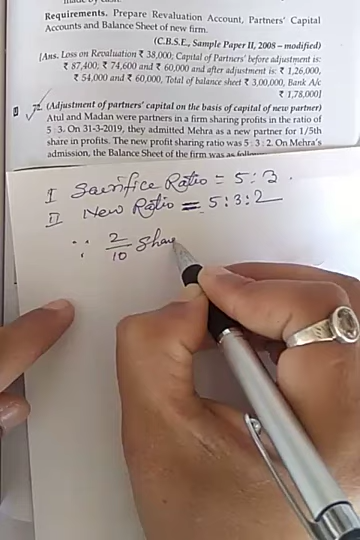 Requirements. Prepare Revaluation Account, Partners' Capital
Accounts and Balance Sheet of new firm.
(C.B.S.E., Sample Paper II, 2008 – modified)
[Ans. Loss on Revaluation ₹ 38,000; Capital of Partners' before adjustment is:
₹ 87,400; ₹ 74,600 and ₹ 60,000 and after adjustment is: ₹ 1,26,000,
₹ 54,000 and ₹ 60,000, Total of balance sheet ₹ 3,00,000, Bank A/c
₹ 1,78,000]
(Adjustment of partners' capital on the basis of capital of new partner)
Atul and Madan were partners in a firm sharing profits in the ratio of
5 : 3. On 31-3-2019, they admitted Mehra as a new partner for 1/5th
share in profits. The new profit sharing ratio was 5 : 3 : 2. On Mehra's
admission, the Balance Sheet of the firm was as
I Sacrifice Ratio = 5:3.
II New Ratio = 5:3:2
∵ 2/10 Share